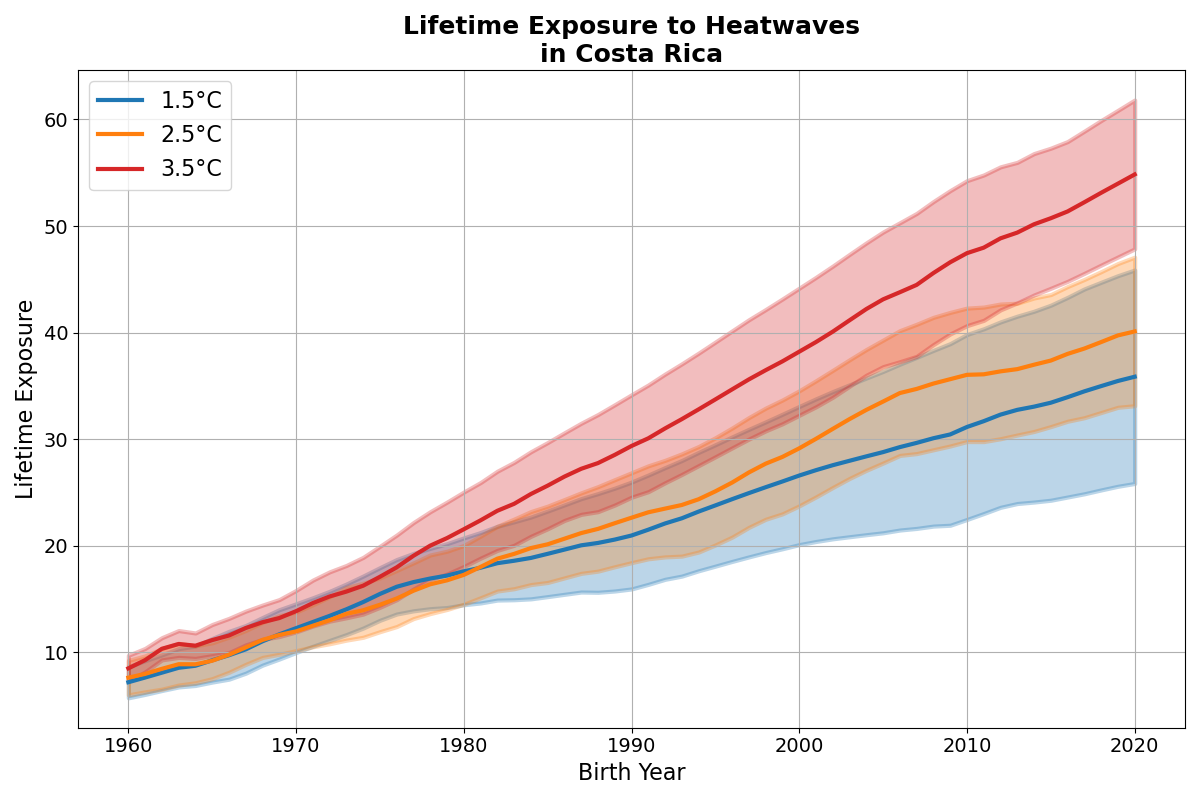 Lifetime Exposure to Heatwaves
in Costa Rica
1.5°C
2.5°C
3.5°C
Lifetime Exposure
60
50
40
30
20
10
1960
1970
1980
1990
2000
2010
2020
Birth Year